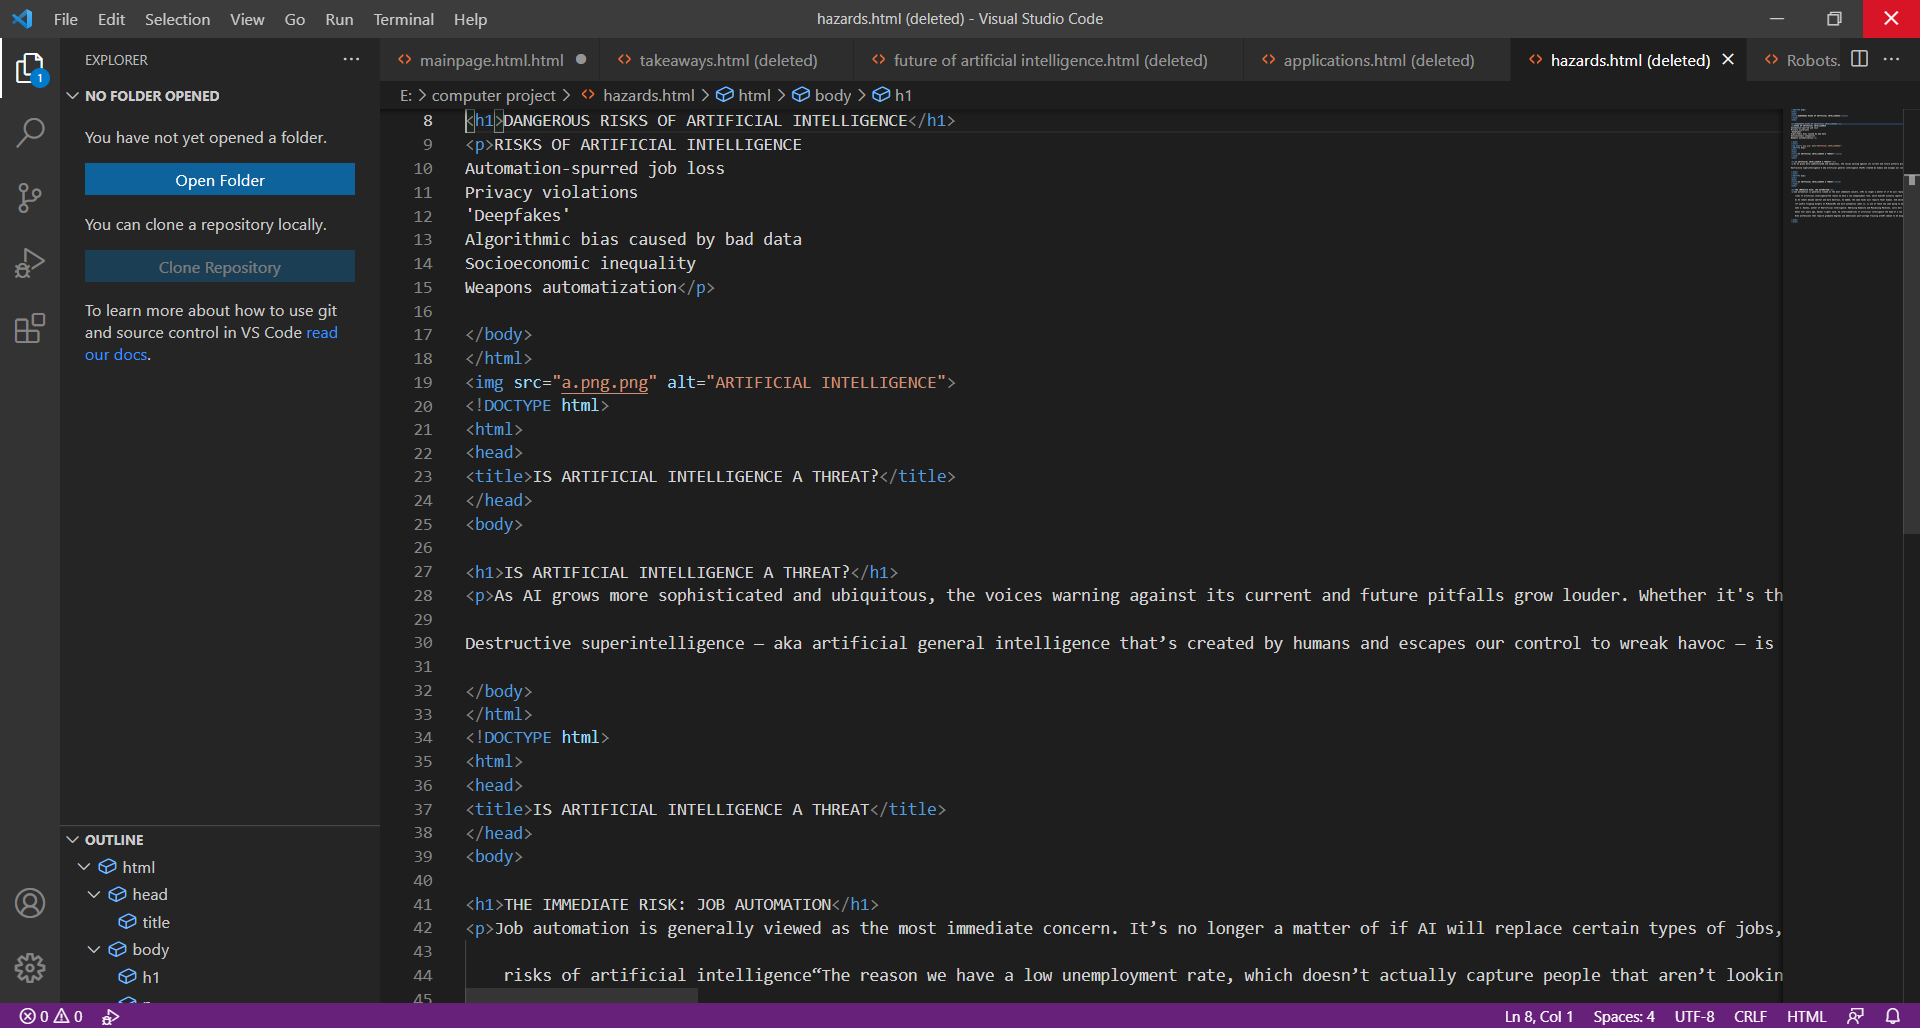 File Edit Selection View Go Run Terminal Help
hazards.html (deleted) - Visual Studio Code
EXPLORER
mainpage.html.html
takeaways.html (deleted)
future of artificial intelligence.html (deleted)
applications.html (deleted)
hazards.html (deleted)
Robots.
1
NO FOLDER OPENED
E: > computer project > hazards.html > html > body > h1
You have not yet opened a folder.
Open Folder
You can clone a repository locally.
Clone Repository
To learn more about how to use git
and source control in VS Code read
our docs.
8 <h1>DANGEROUS RISKS OF ARTIFICIAL INTELLIGENCE</h1>
9 <p>RISKS OF ARTIFICIAL INTELLIGENCE
10 Automation-spurred job loss
11 Privacy violations
12 'Deepfakes'
13 Algorithmic bias caused by bad data
14 Socioeconomic inequality
15 Weapons automatization</p>
16
17 </body>
18 </html>
19 <img src="a.png.png" alt="ARTIFICIAL INTELLIGENCE">
20 <!DOCTYPE html>
21 <html>
22 <head>
23 <title>IS ARTIFICIAL INTELLIGENCE A THREAT?</title>
24 </head>
25 <body>
26
27 <h1>IS ARTIFICIAL INTELLIGENCE A THREAT?</h1>
28 <p>As AI grows more sophisticated and ubiquitous, the voices warning against its current and future pitfalls grow louder. Whether it's th
29
30 Destructive superintelligence — aka artificial general intelligence that’s created by humans and escapes our control to wreak havoc — is
31
32 </body>
33 </html>
34 <!DOCTYPE html>
35 <html>
36 <head>
37 <title>IS ARTIFICIAL INTELLIGENCE A THREAT</title>
38 </head>
39 <body>
40
41 <h1>THE IMMEDIATE RISK: JOB AUTOMATION</h1>
42 <p>Job automation is generally viewed as the most immediate concern. It’s no longer a matter of if AI will replace certain types of jobs,
43
44 risks of artificial intelligence“The reason we have a low unemployment rate, which doesn’t actually capture people that aren’t lookin
45
OUTLINE
html
head
title
body
h1
0 0
Ln 8, Col 1 Spaces: 4 UTF-8 CRLF HTML